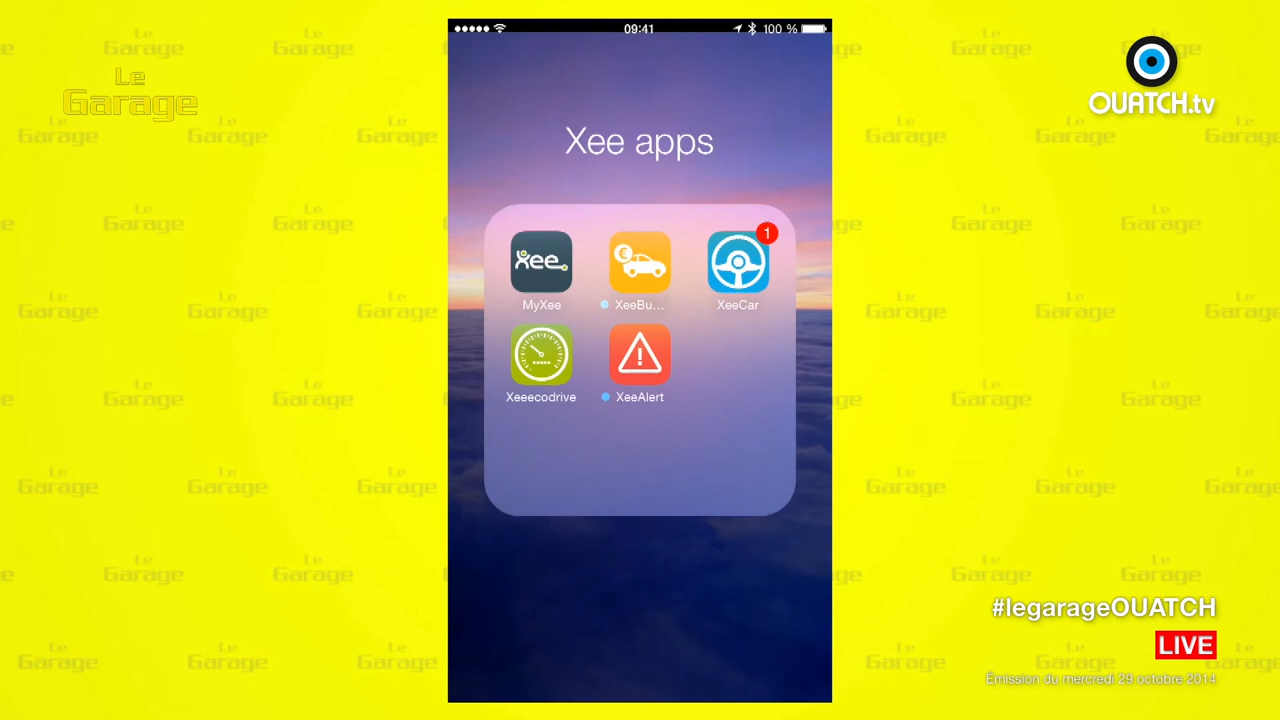 09:41
100 %
Le
Garage
OUATCH.tv
Xee apps
€
1
xee
MyXee
XeeBu...
XeeCar
Xeeecodrive
XeeAlert
#legarageOUATCH
LIVE
Émission du mercredi 29 octobre 2014